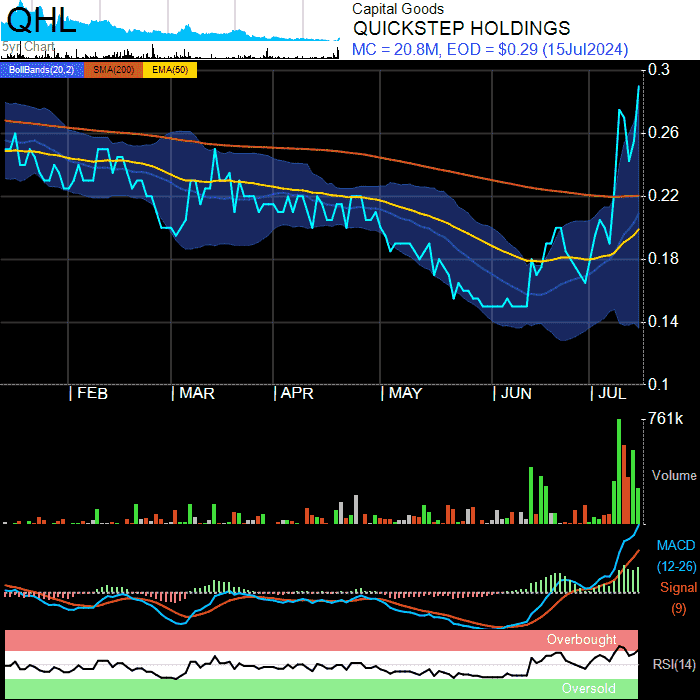 QHL
5yr Chart
Capital Goods
QUICKSTEP HOLDINGS
MC = 20.8M, EOD = $0.29 (15Jul2024)
BollBands(20,2) SMA(200) EMA(50)
0.3
0.26
0.22
0.18
0.14
0.1
FEB MAR APR MAY JUN JUL
761k
Volume
MACD
(12-26)
Signal
(9)
Overbought
RSI(14)
Oversold